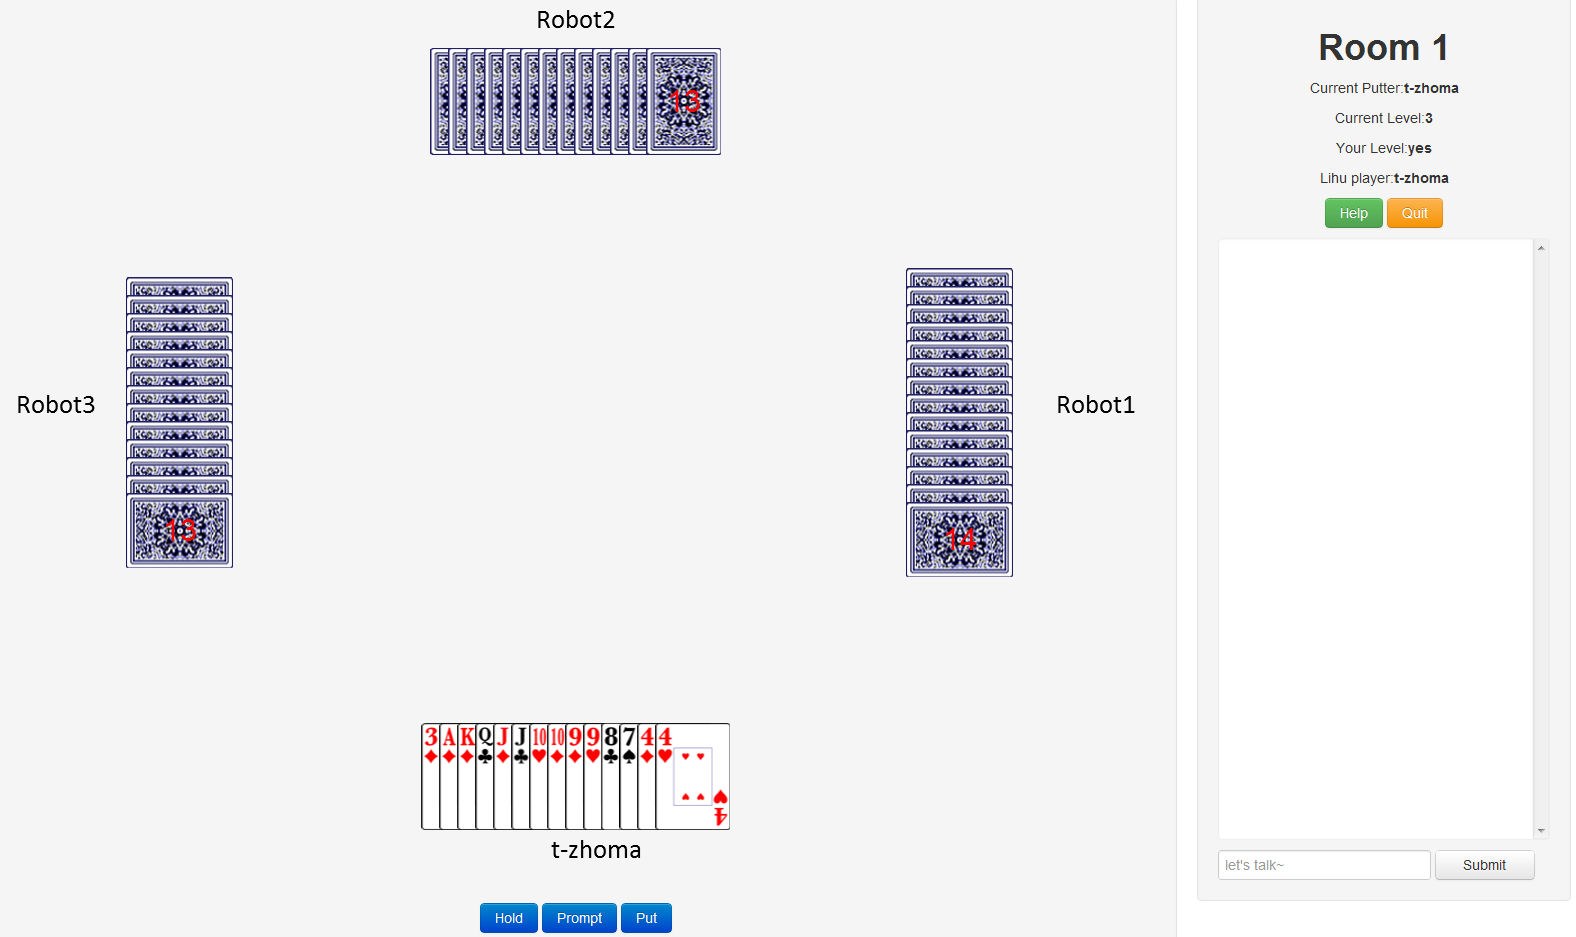 Robot2
13
Robot3
13
Robot1
14
3 A K Q J J 10 10 9 9 8 7 4 4
4
t-zhoma
Hold Prompt Put
Room 1
Current Putter:t-zhoma
Current Level:3
Your Level:yes
Lihu player:t-zhoma
Help Quit
let's talk~ Submit